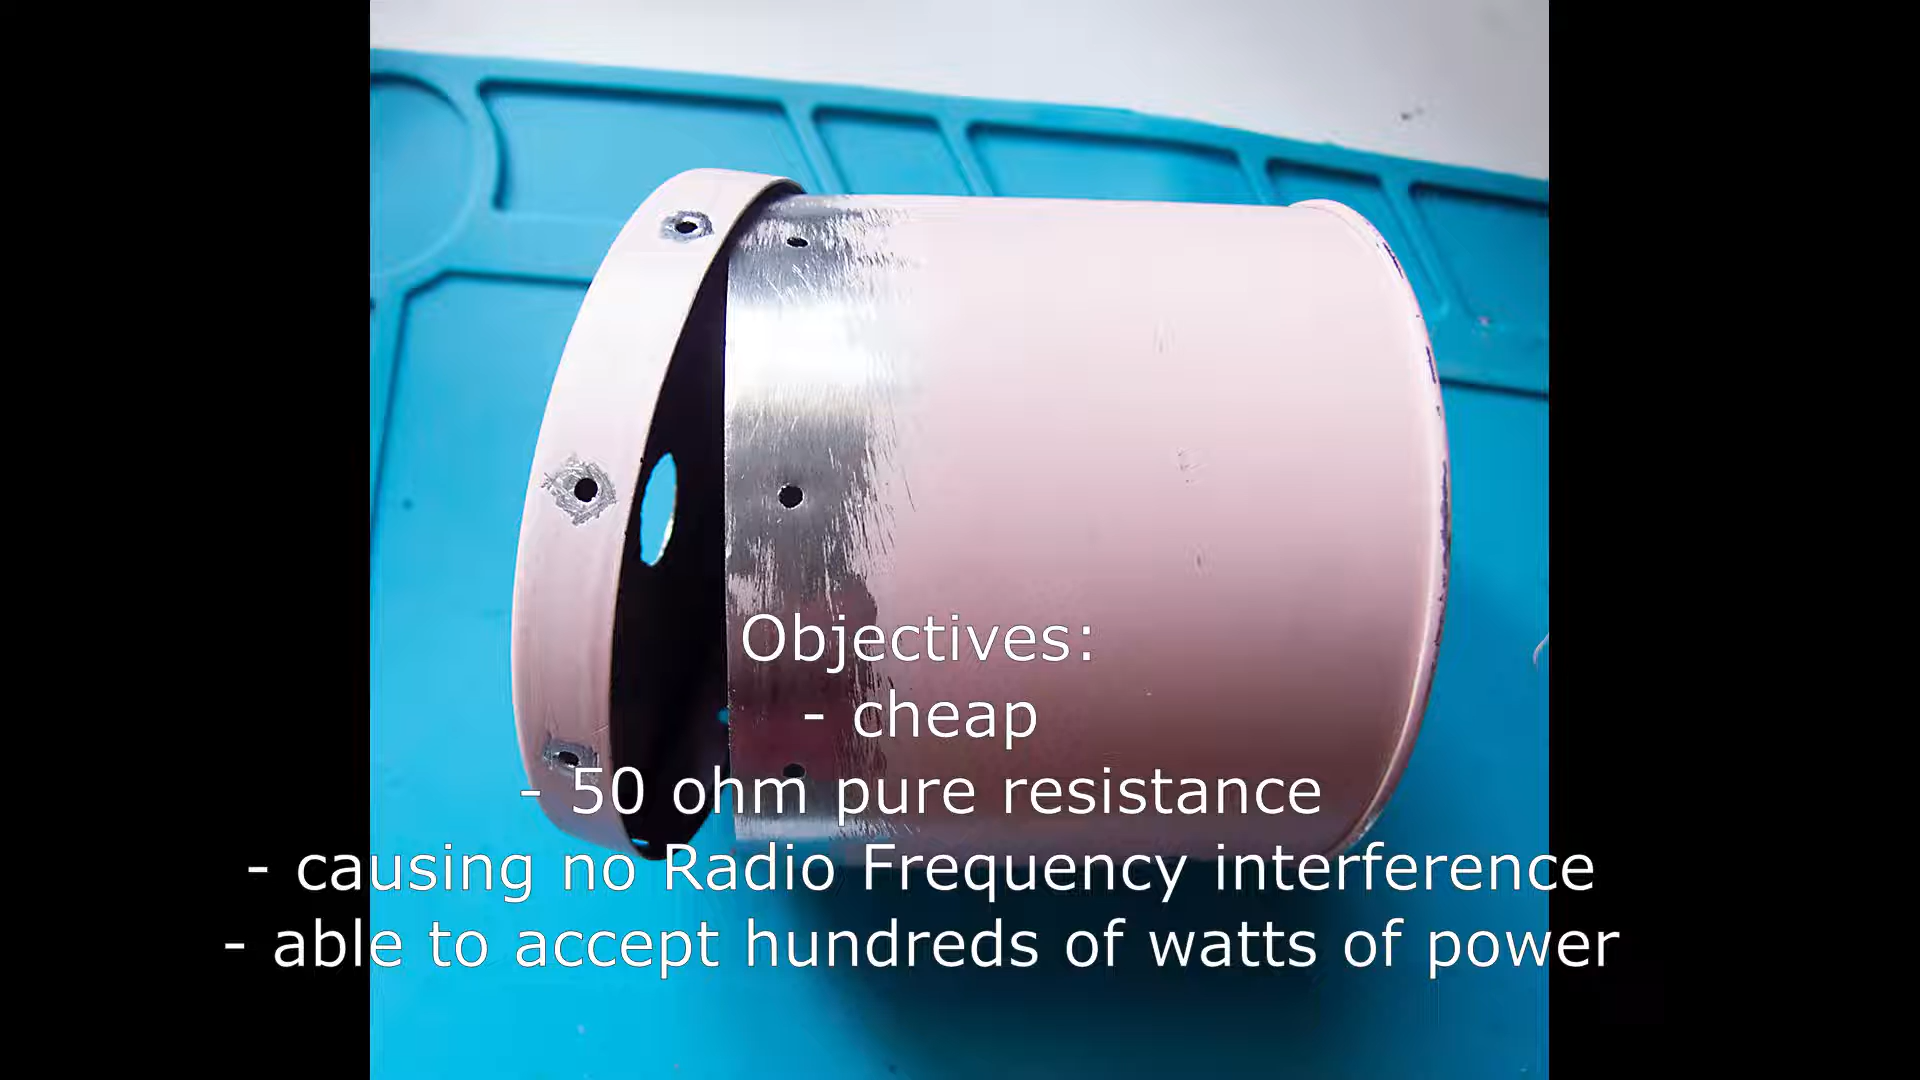 Objectives:
- cheap
- 50 ohm pure resistance
- causing no Radio Frequency interference
- able to accept hundreds of watts of power